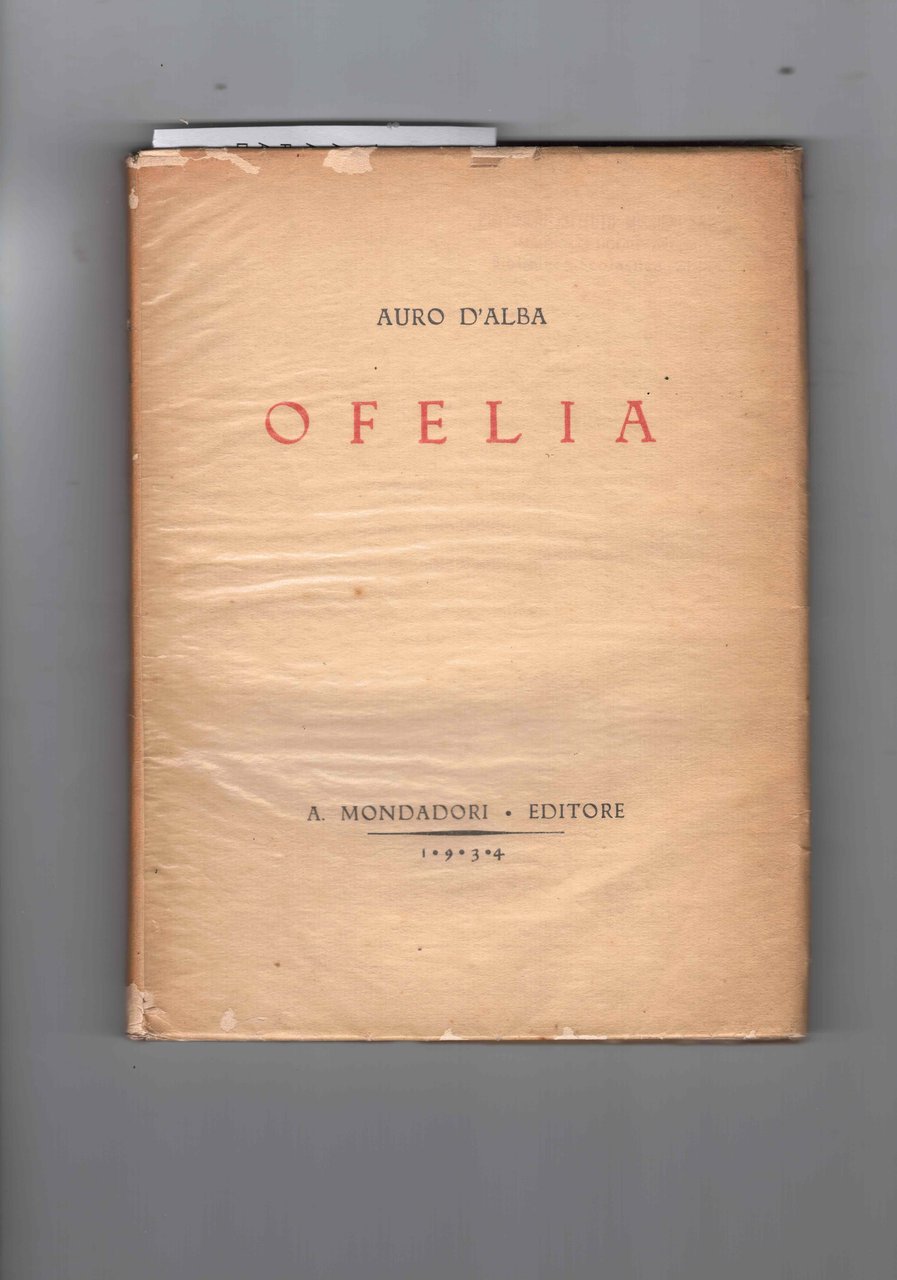 AURO D'ALBA
OFELIA
A. MONDADORI • EDITORE
1•9•3•4